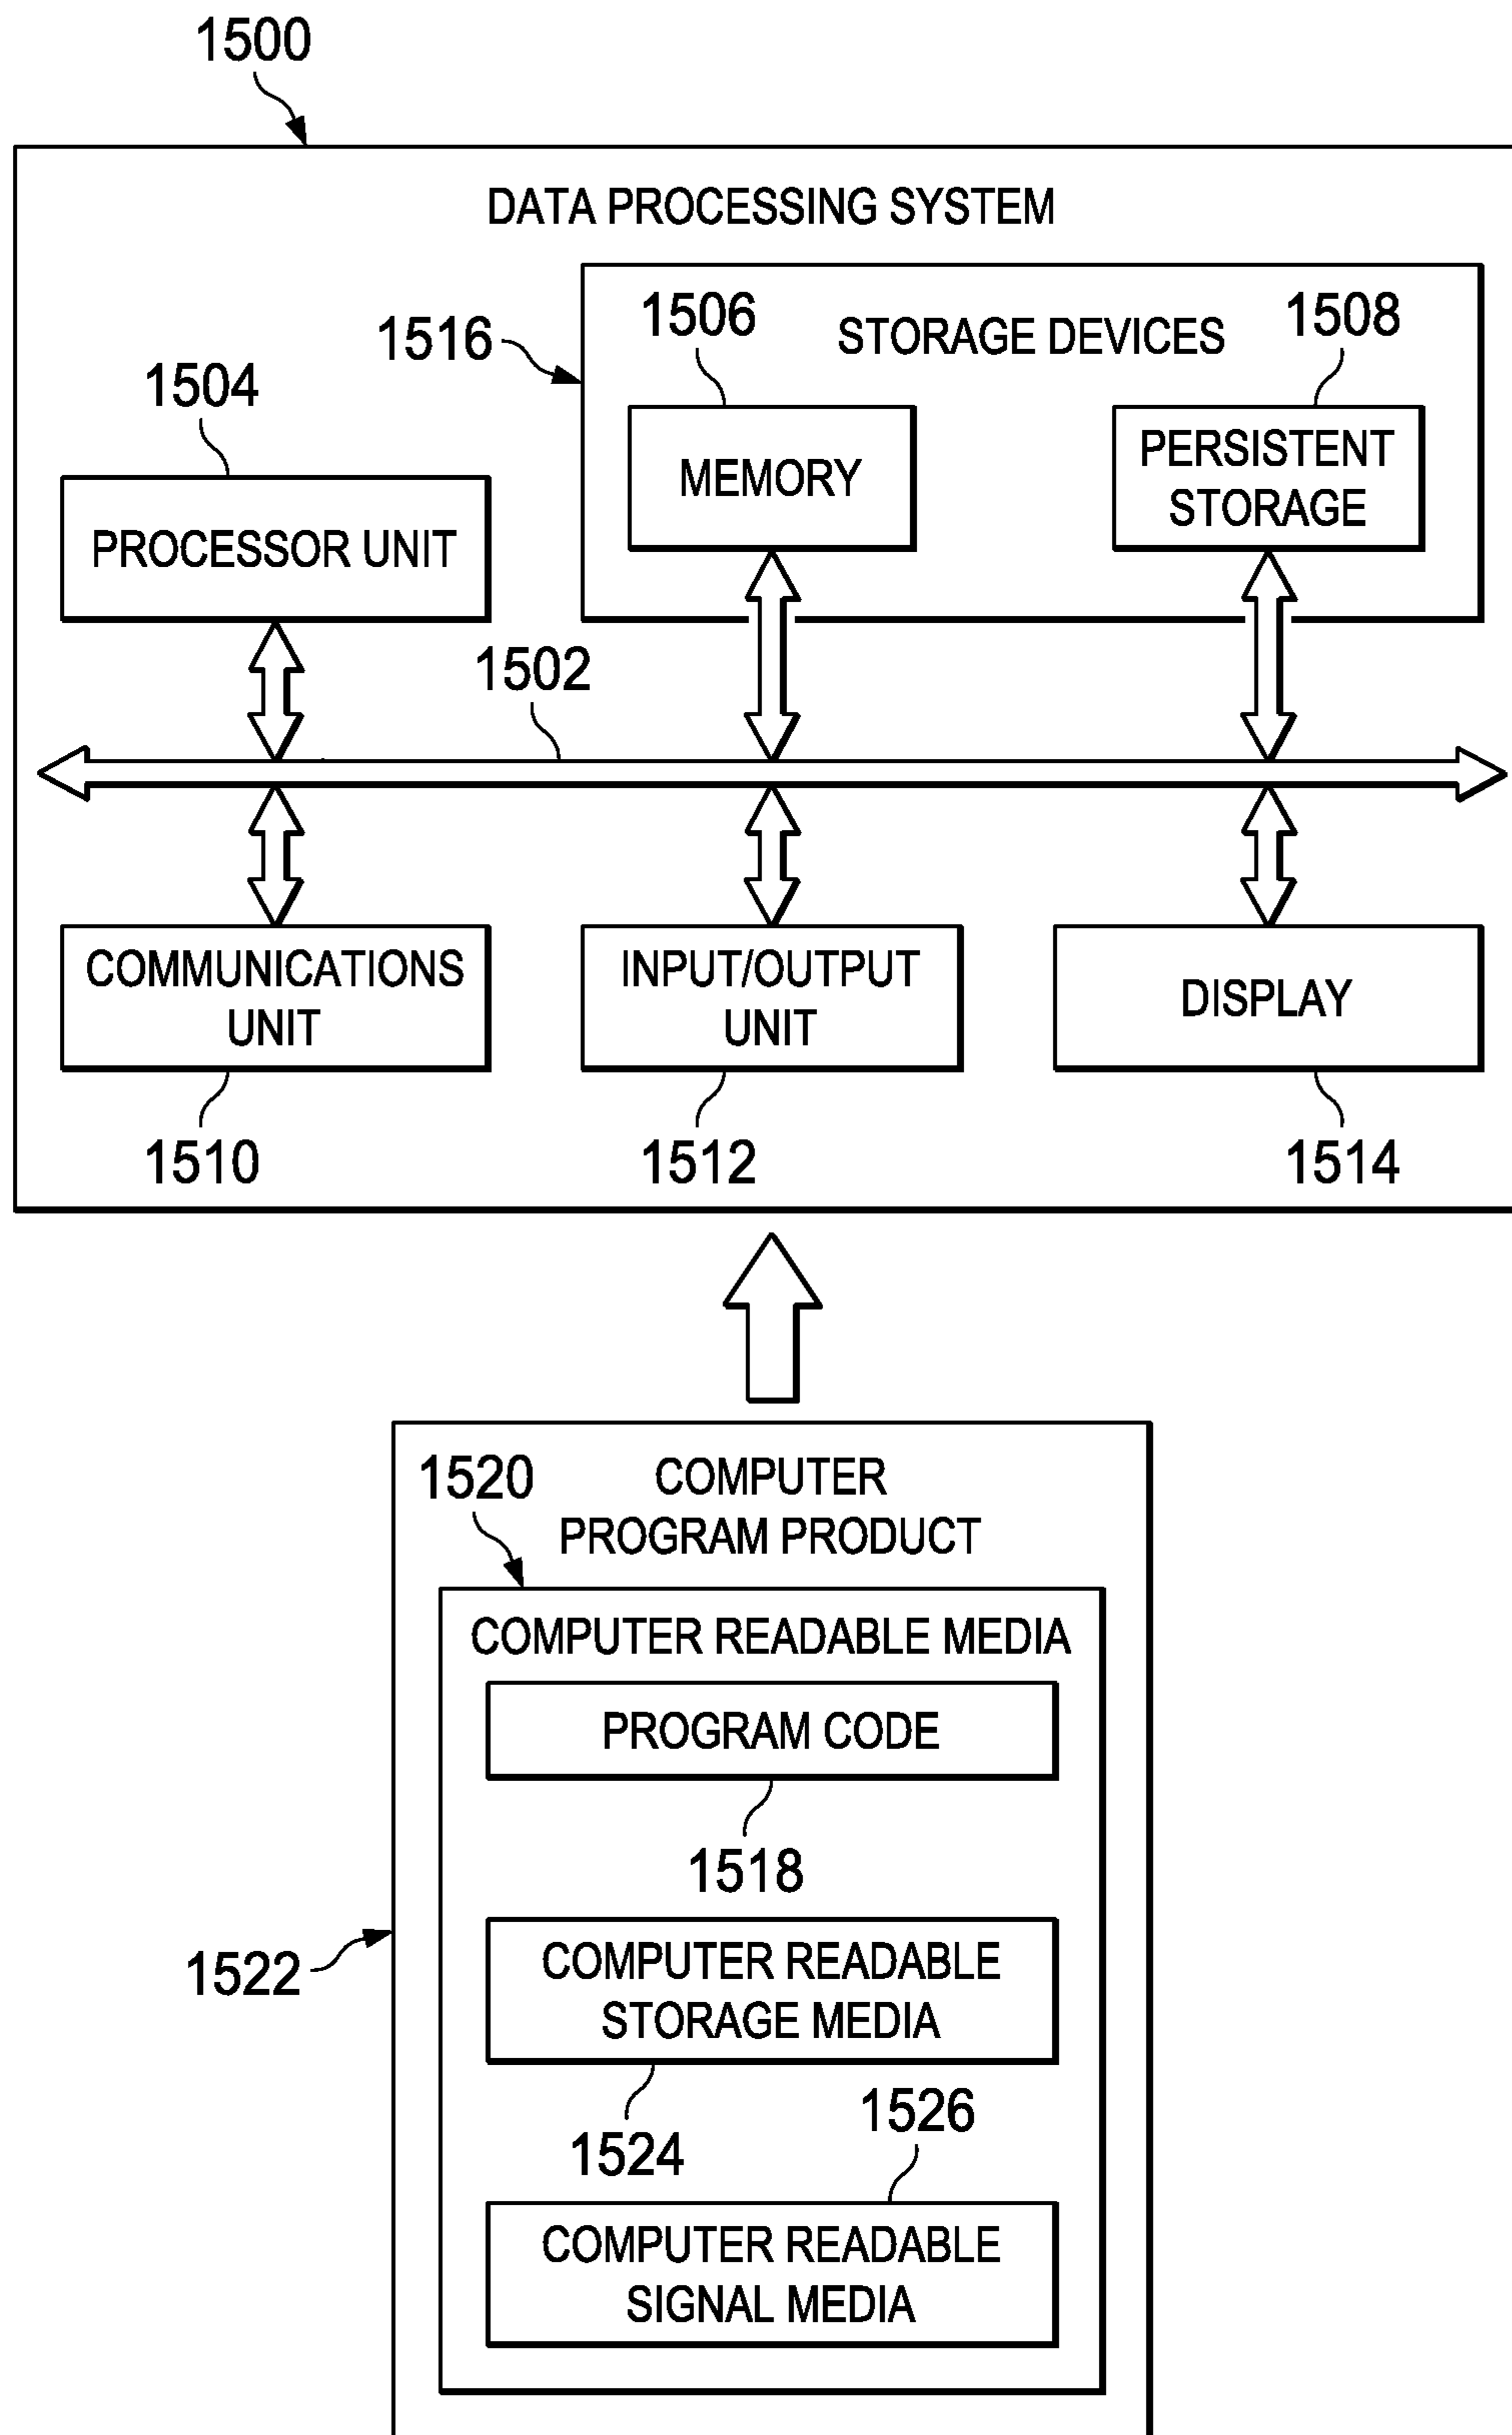 1500
DATA PROCESSING SYSTEM
1516
1506
STORAGE DEVICES
1508
1504
MEMORY
PERSISTENT
STORAGE
PROCESSOR UNIT
1502
COMMUNICATIONS
UNIT
INPUT/OUTPUT
UNIT
DISPLAY
1510
1512
1514
1520
COMPUTER
PROGRAM PRODUCT
COMPUTER READABLE MEDIA
PROGRAM CODE
1518
1522
COMPUTER READABLE
STORAGE MEDIA
1524
1526
COMPUTER READABLE
SIGNAL MEDIA